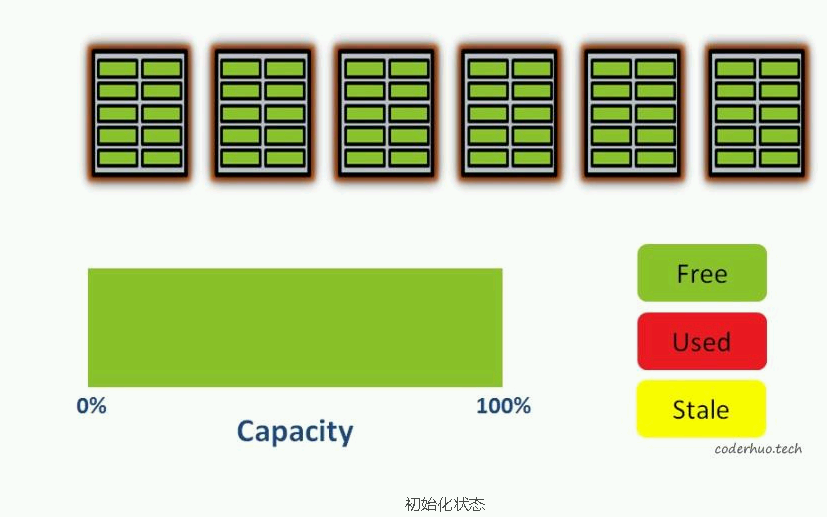 Free
Used
Stale
0%
100%
Capacity
coderhuo.tech
初始化状态